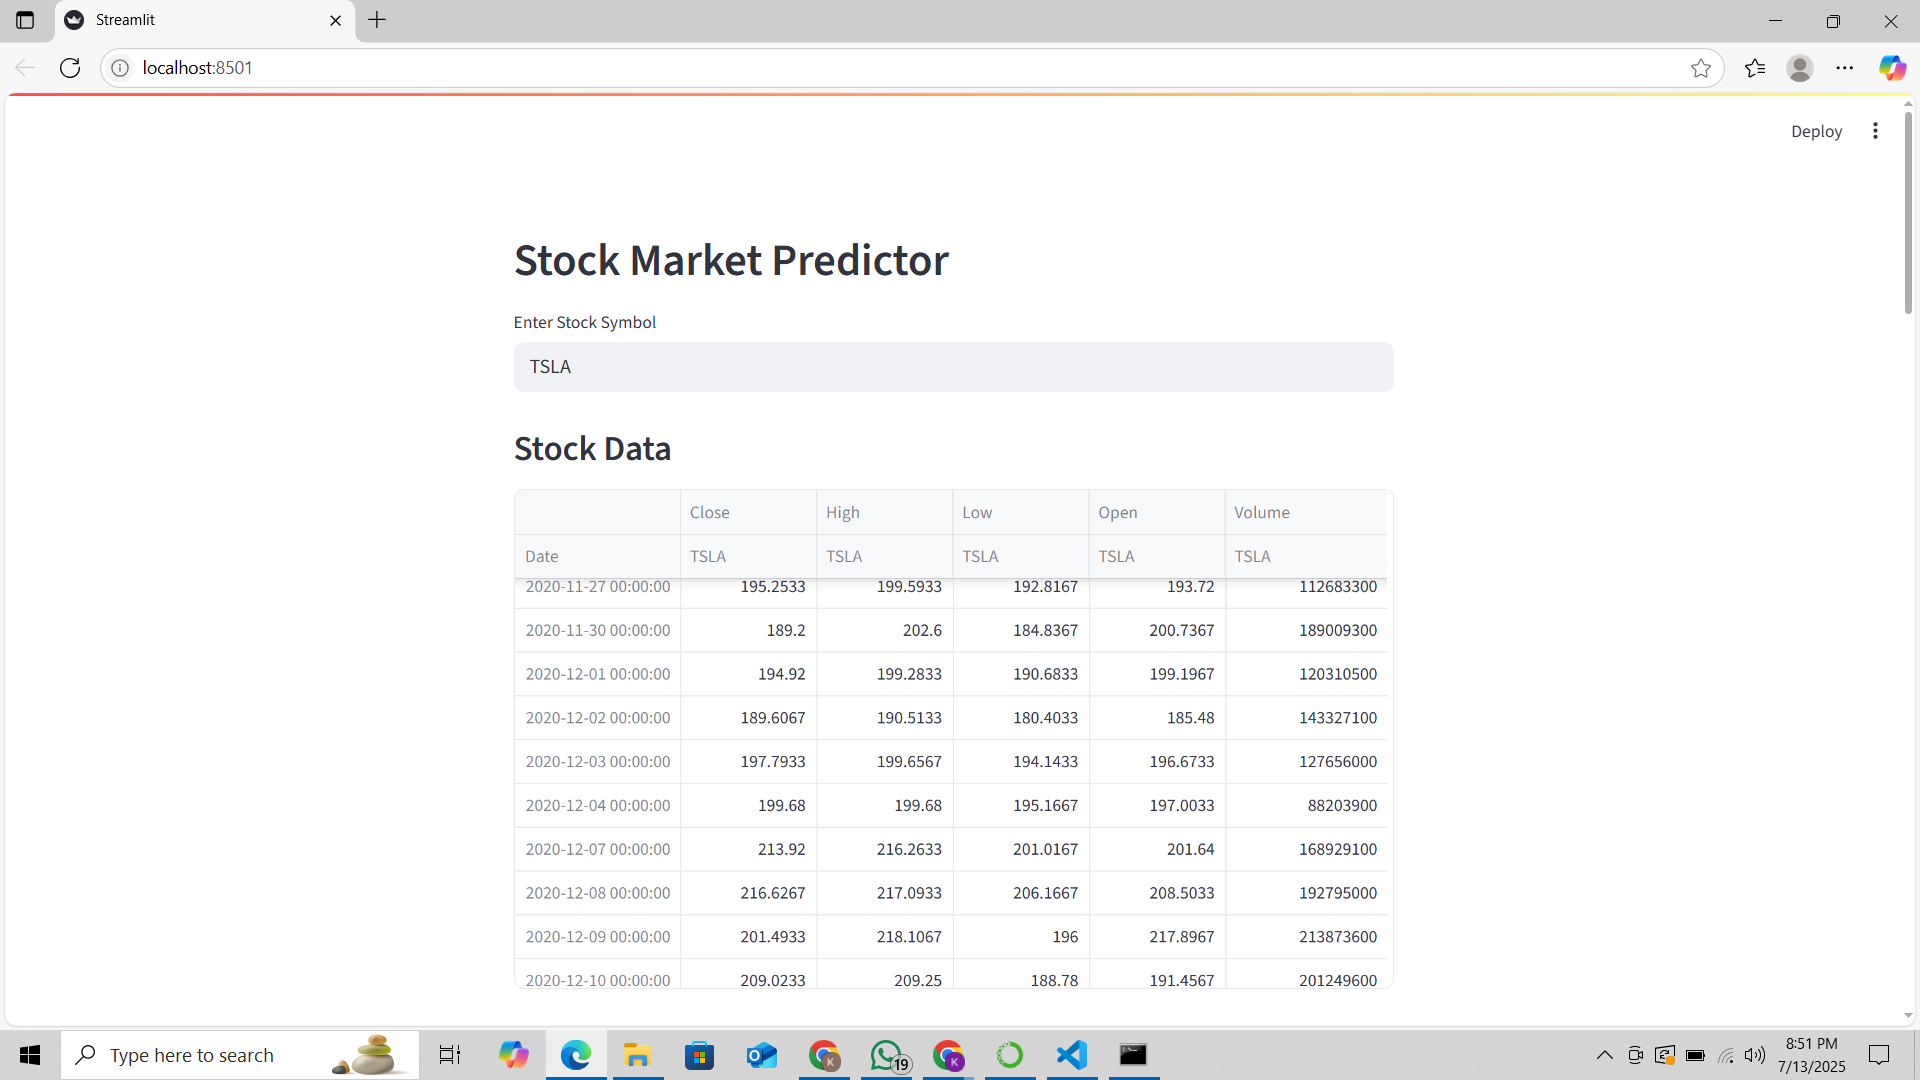 Streamlit
localhost:8501
Deploy
Stock Market Predictor
Enter Stock Symbol
TSLA
Stock Data
Close High Low Open Volume
Date TSLA TSLA TSLA TSLA TSLA
2020-11-27 00:00:00 195.2533 199.5933 192.8167 193.72 112683300
2020-11-30 00:00:00 189.2 202.6 184.8367 200.7367 189009300
2020-12-01 00:00:00 194.92 199.2833 190.6833 199.1967 120310500
2020-12-02 00:00:00 189.6067 190.5133 180.4033 185.48 143327100
2020-12-03 00:00:00 197.7933 199.6567 194.1433 196.6733 127656000
2020-12-04 00:00:00 199.68 199.68 195.1667 197.0033 88203900
2020-12-07 00:00:00 213.92 216.2633 201.0167 201.64 168929100
2020-12-08 00:00:00 216.6267 217.0933 206.1667 208.5033 192795000
2020-12-09 00:00:00 201.4933 218.1067 196 217.8967 213873600
2020-12-10 00:00:00 209.0233 209.25 188.78 191.4567 201249600
Type here to search
K
19
K
8:51 PM
7/13/2025